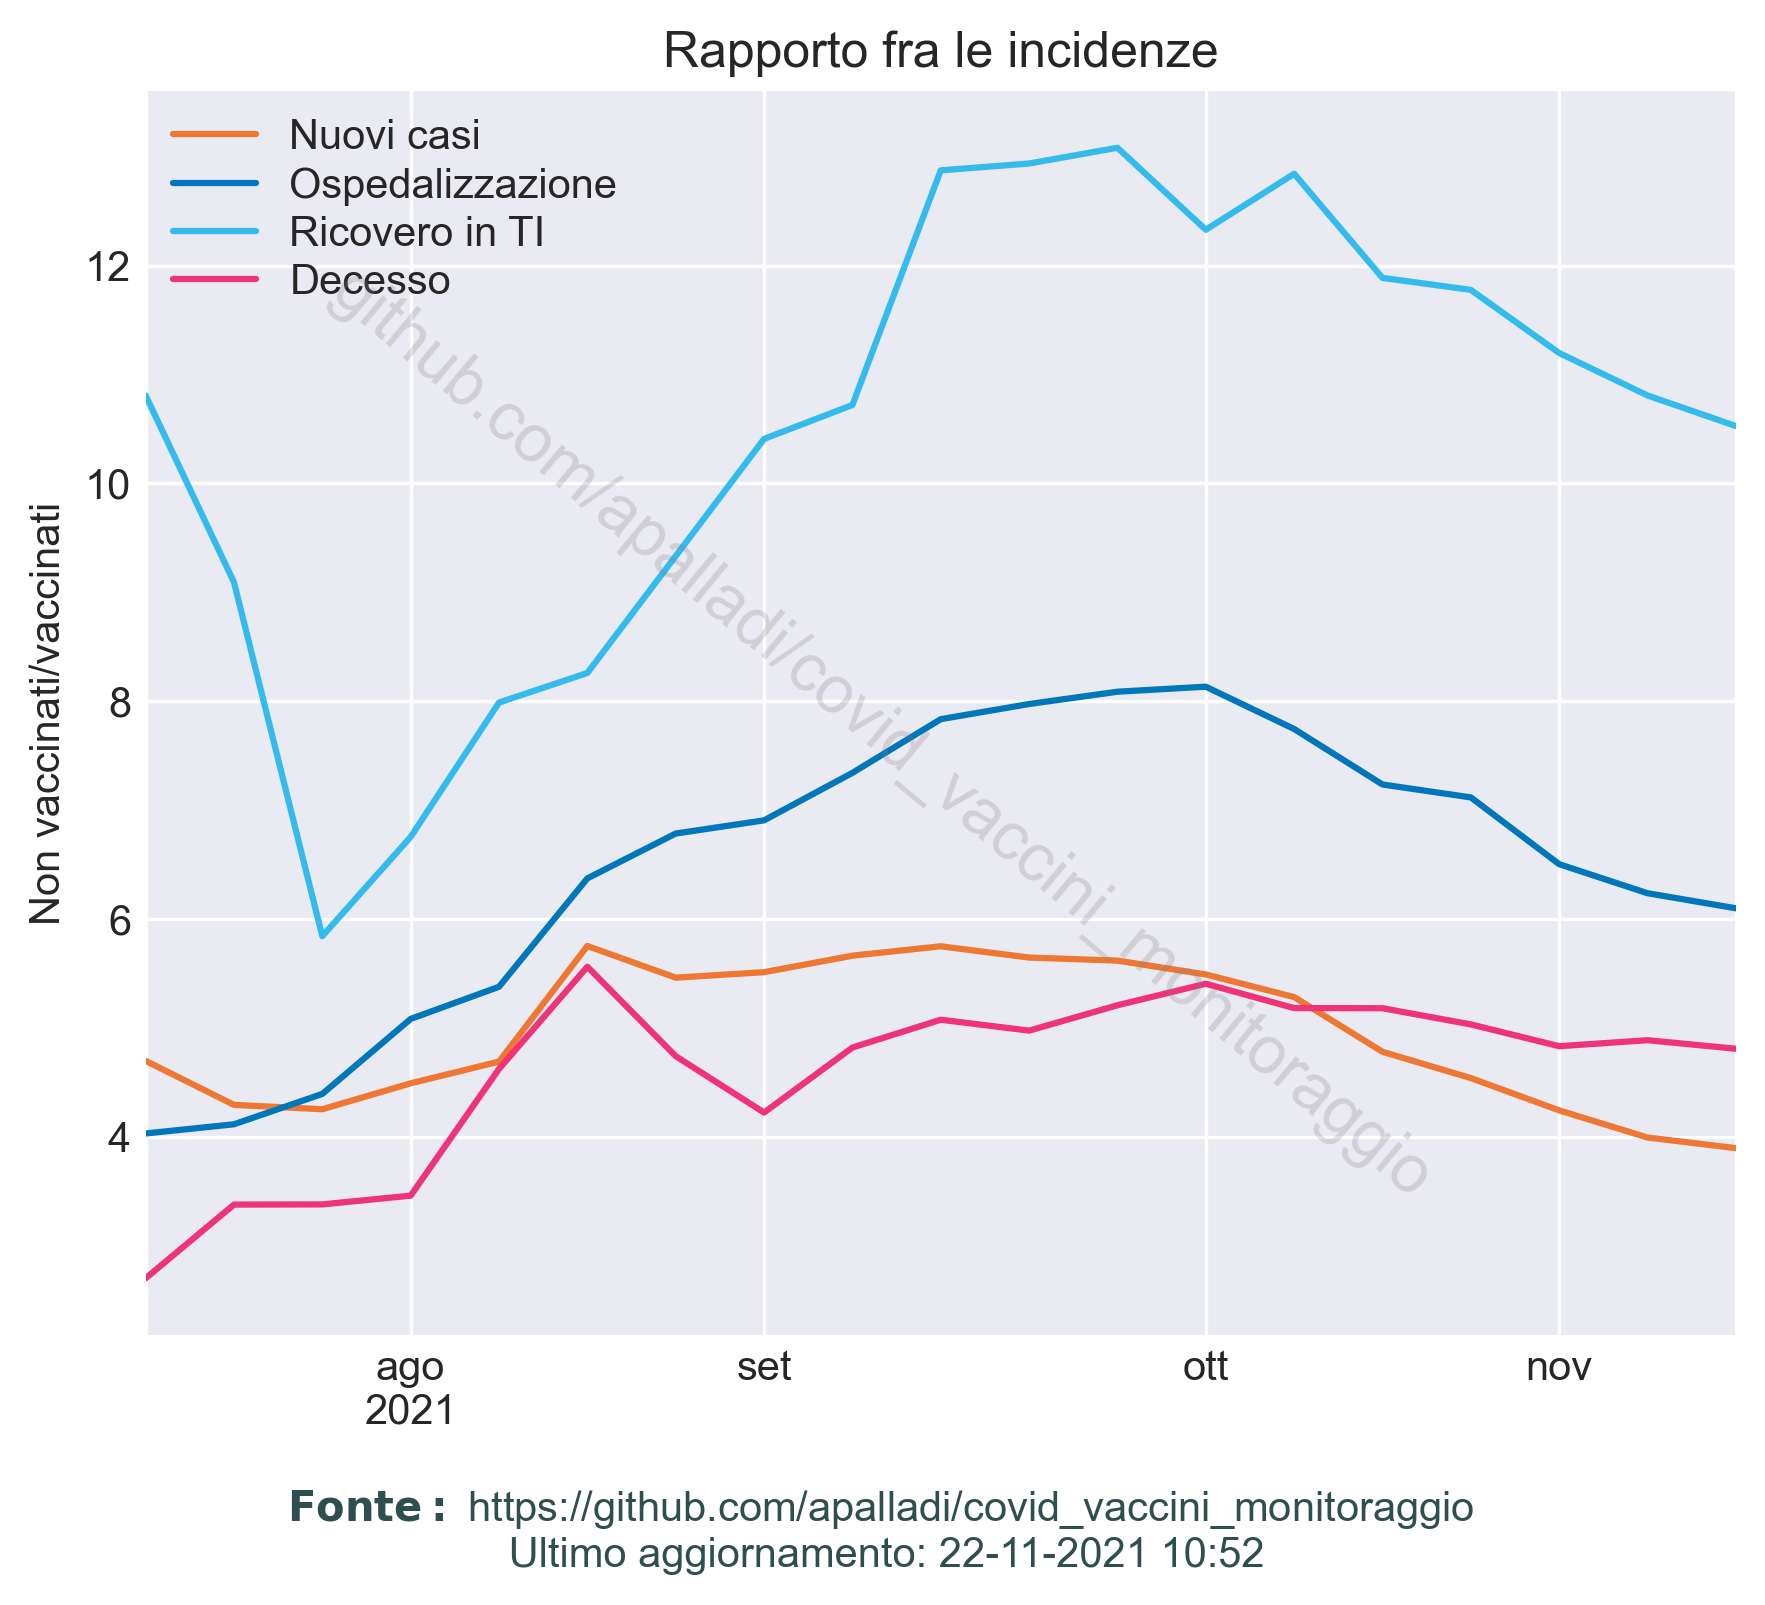 Rapporto fra le incidenze
Nuovi casi
Ospedalizzazione
Ricovero in TI
Decesso
12
10
8
6
4
Non vaccinati/vaccinati
github.com/apalladi/covid_vaccini_monitoraggio
ago
2021
set
ott
nov
Fonte: https://github.com/apalladi/covid_vaccini_monitoraggio
Ultimo aggiornamento: 22-11-2021 10:52